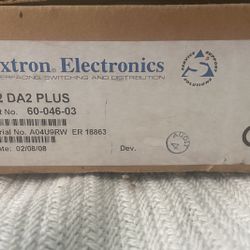 xtron Electronics
ERFACING, SWITCHING AND DISTRIBUTION
2 DA2 PLUS
t No. 60-046-03
rial No. A04U9RW ER 16863
ate: 02/08/08 Dev.